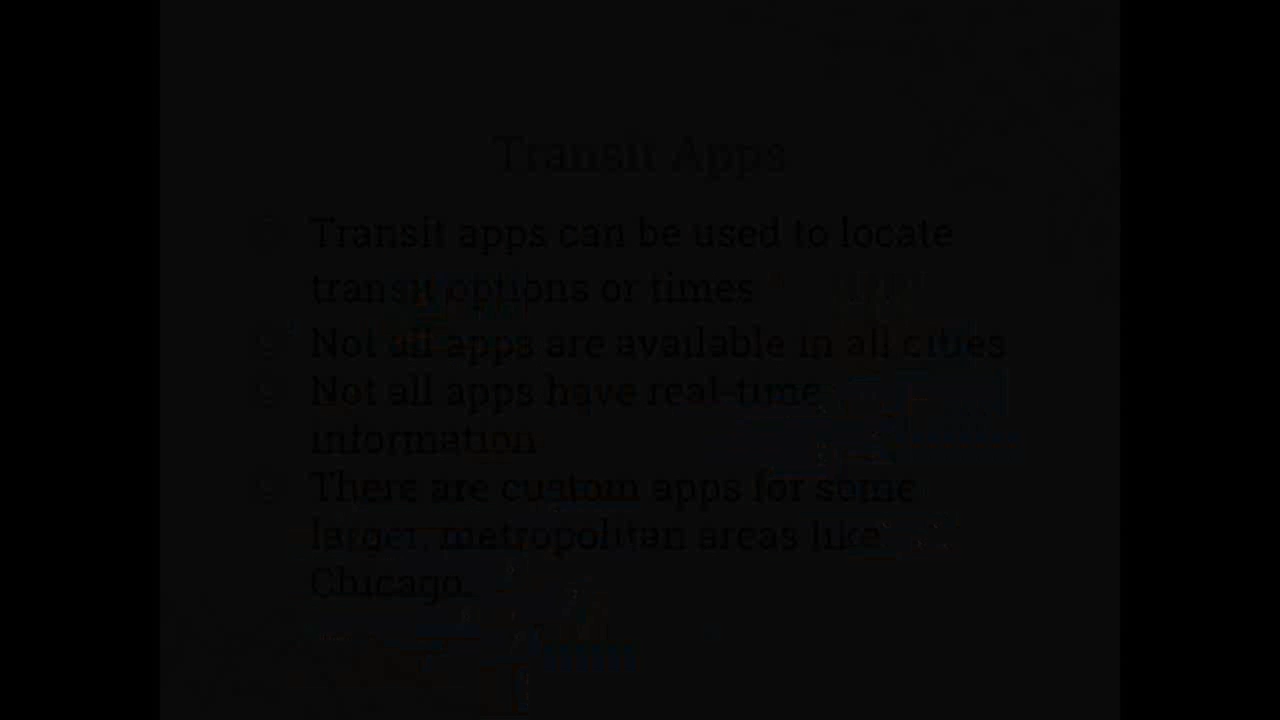 Transit Apps
Transit apps can be used to locate
transit options or times
Not all apps are available in all cities
Not all apps have real-time
information
There are custom apps for some
larger, metropolitan areas like
Chicago.